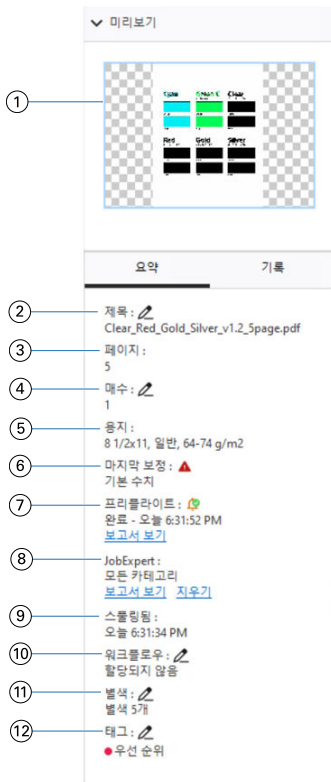 미리보기
①
Cyan Green C Clear
Red Gold Silver
요약 기록
② 제목 :
Clear_Red_Gold_Silver_v1.2_5page.pdf
③ 페이지 :
5
④ 매수 :
1
⑤ 용지 :
8 1/2x11, 일반, 64-74 g/m2
⑥ 마지막 보정 :
기본 수치
⑦ 프리플라이트 :
완료 - 오늘 6:31:52 PM
보고서 보기
⑧ JobExpert :
모든 카테고리
보고서 보기 지우기
⑨ 스풀링됨 :
오늘 6:31:34 PM
⑩ 워크플로우 :
할당되지 않음
⑪ 별색 :
별색 5개
⑫ 태그 :
우선 순위